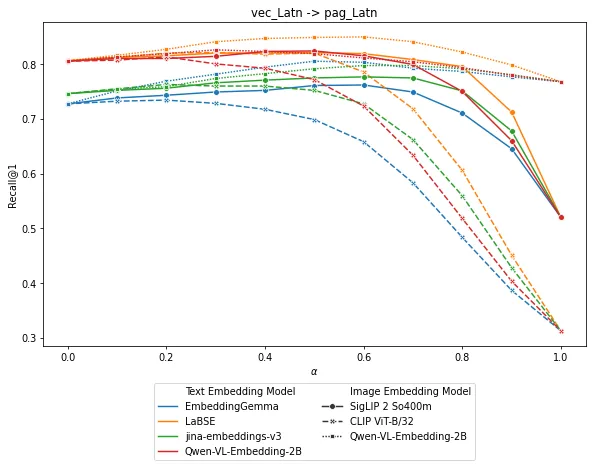 vec_Latn -> pag_Latn
Recall@1
0.8
0.7
0.6
0.5
0.4
0.3
0.0 0.2 0.4 0.6 0.8 1.0
α
Text Embedding Model Image Embedding Model
EmbeddingGemma SigLIP 2 So400m
LaBSE CLIP ViT-B/32
jina-embeddings-v3 Qwen-VL-Embedding-2B
Qwen-VL-Embedding-2B